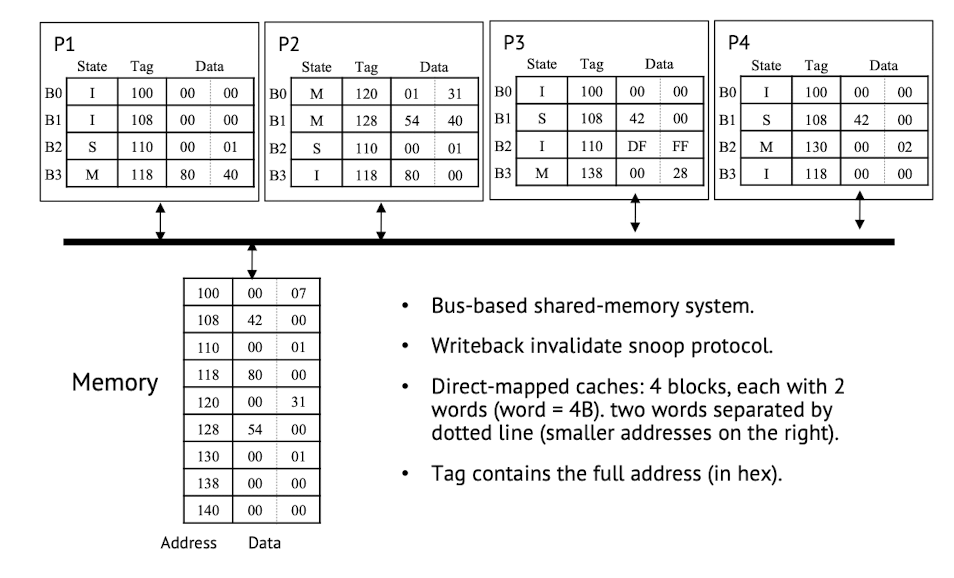 P1
State Tag Data
B0 I 100 00 00
B1 I 108 00 00
B2 S 110 00 01
B3 M 118 80 40
P2
State Tag Data
B0 M 120 01 31
B1 M 128 54 40
B2 S 110 00 01
B3 I 118 80 00
P3
State Tag Data
B0 I 100 00 00
B1 S 108 42 00
B2 I 110 DF FF
B3 M 138 00 28
P4
State Tag Data
B0 I 100 00 00
B1 S 108 42 00
B2 M 130 00 02
B3 I 118 00 00
Memory
100 00 07
108 42 00
110 00 01
118 80 00
120 00 31
128 54 00
130 00 01
138 00 00
140 00 00
Address Data
• Bus-based shared-memory system.
• Writeback invalidate snoop protocol.
• Direct-mapped caches: 4 blocks, each with 2
words (word = 4B). two words separated by
dotted line (smaller addresses on the right).
• Tag contains the full address (in hex).